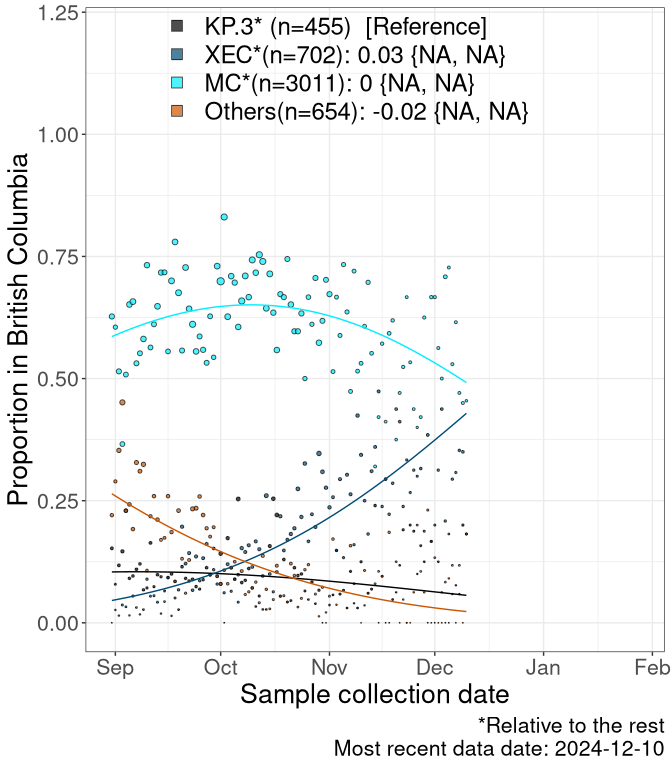 KP.3* (n=455)  [Reference]
XEC*(n=702): 0.03 {NA, NA}
MC*(n=3011): 0 {NA, NA}
Others(n=654): -0.02 {NA, NA}
Proportion in British Columbia
1.25
1.00
0.75
0.50
0.25
0.00
Sep Oct Nov Dec Jan Feb
Sample collection date
*Relative to the rest
Most recent data date: 2024-12-10